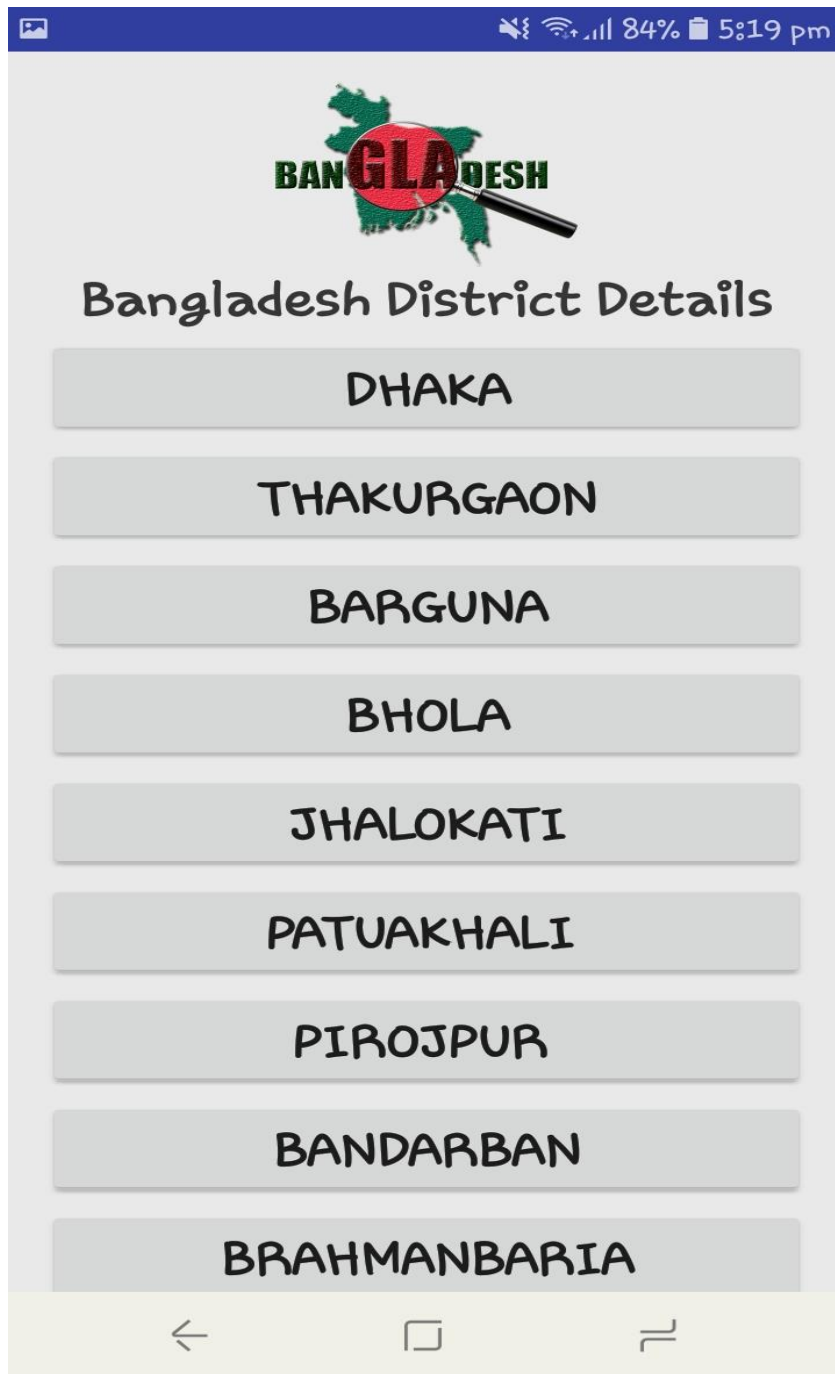 84% 5:19 pm
BANGLADESH
Bangladesh District Details
DHAKA
THAKURGAON
BARGUNA
BHOLA
JHALOKATI
PATUAKHALI
PIROJPUR
BANDARBAN
BRAHMANBARIA